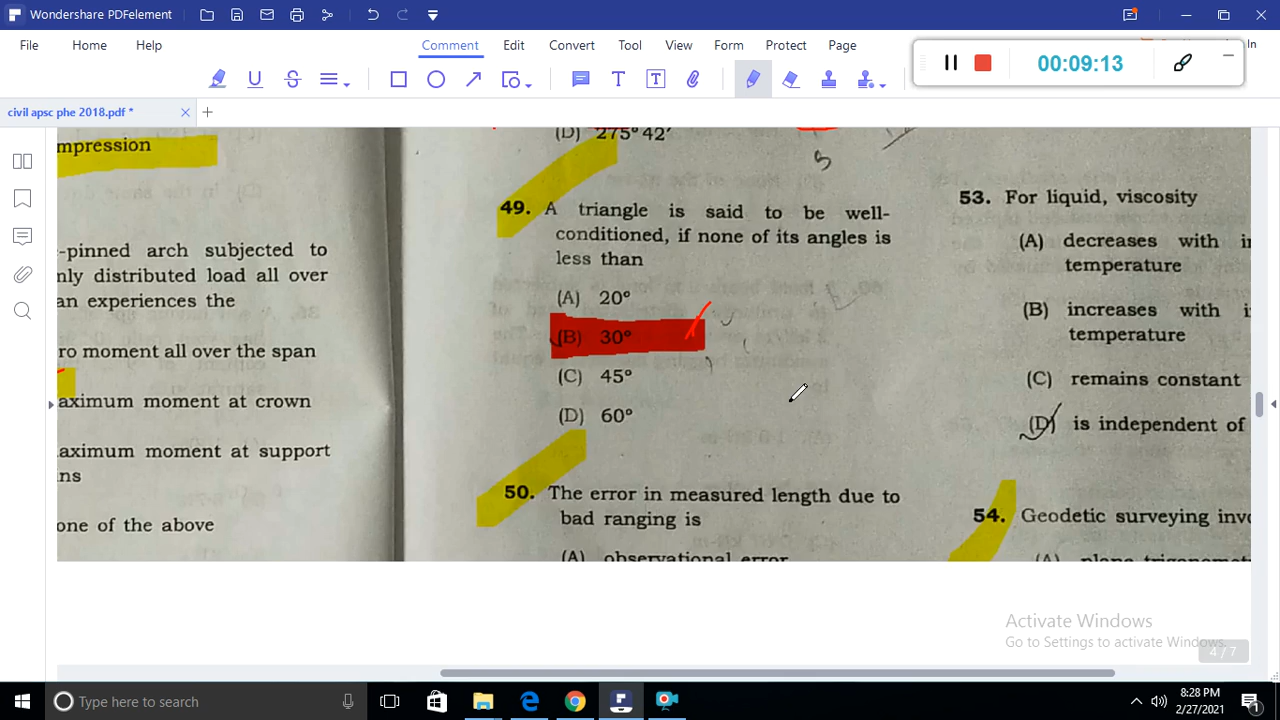 Wondershare PDFelement
File Home Help Comment Edit Convert Tool View Form Protect Page
00:09:13
civil apsc phe 2018.pdf *
mpression
-pinned arch subjected to
nly distributed load all over
an experiences the
ro moment all over the span
aximum moment at crown
aximum moment at support
ns
one of the above
(D) 275°42'
49. A triangle is said to be well-
conditioned, if none of its angles is
less than
(A) 20°
(B) 30°
(C) 45°
(D) 60°
50. The error in measured length due to
bad ranging is
(A) observational error
53. For liquid, viscosity
(A) decreases with in
temperature
(B) increases with i
temperature
(C) remains constant
(D) is independent of
54. Geodetic surveying invo
(A) plane trigonomet
Activate Windows
Go to Settings to activate Windows.
4 / 7
Type here to search
8:28 PM
2/27/2021